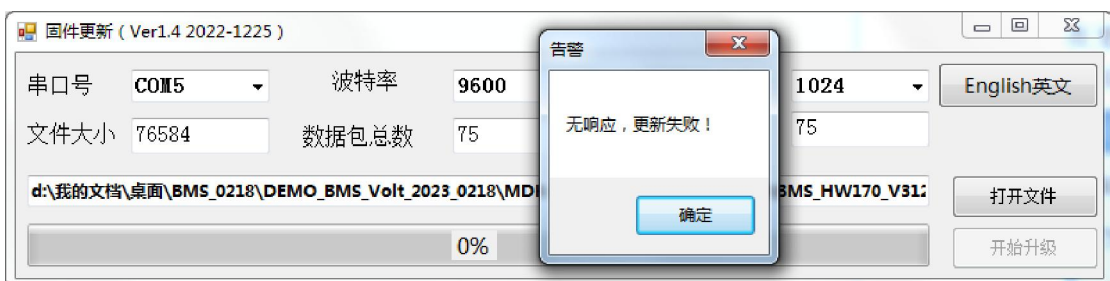 固件更新 ( Ver1.4 2022-1225 )
告警
串口号 COM5 波特率 9600 1024 English英文
无响应，更新失败！
文件大小 76584 数据包总数 75 75
d:\我的文档\桌面\BMS_0218\DEMO_BMS_Volt_2023_0218\MD BMS_HW170_V312 打开文件
确定
0% 开始升级